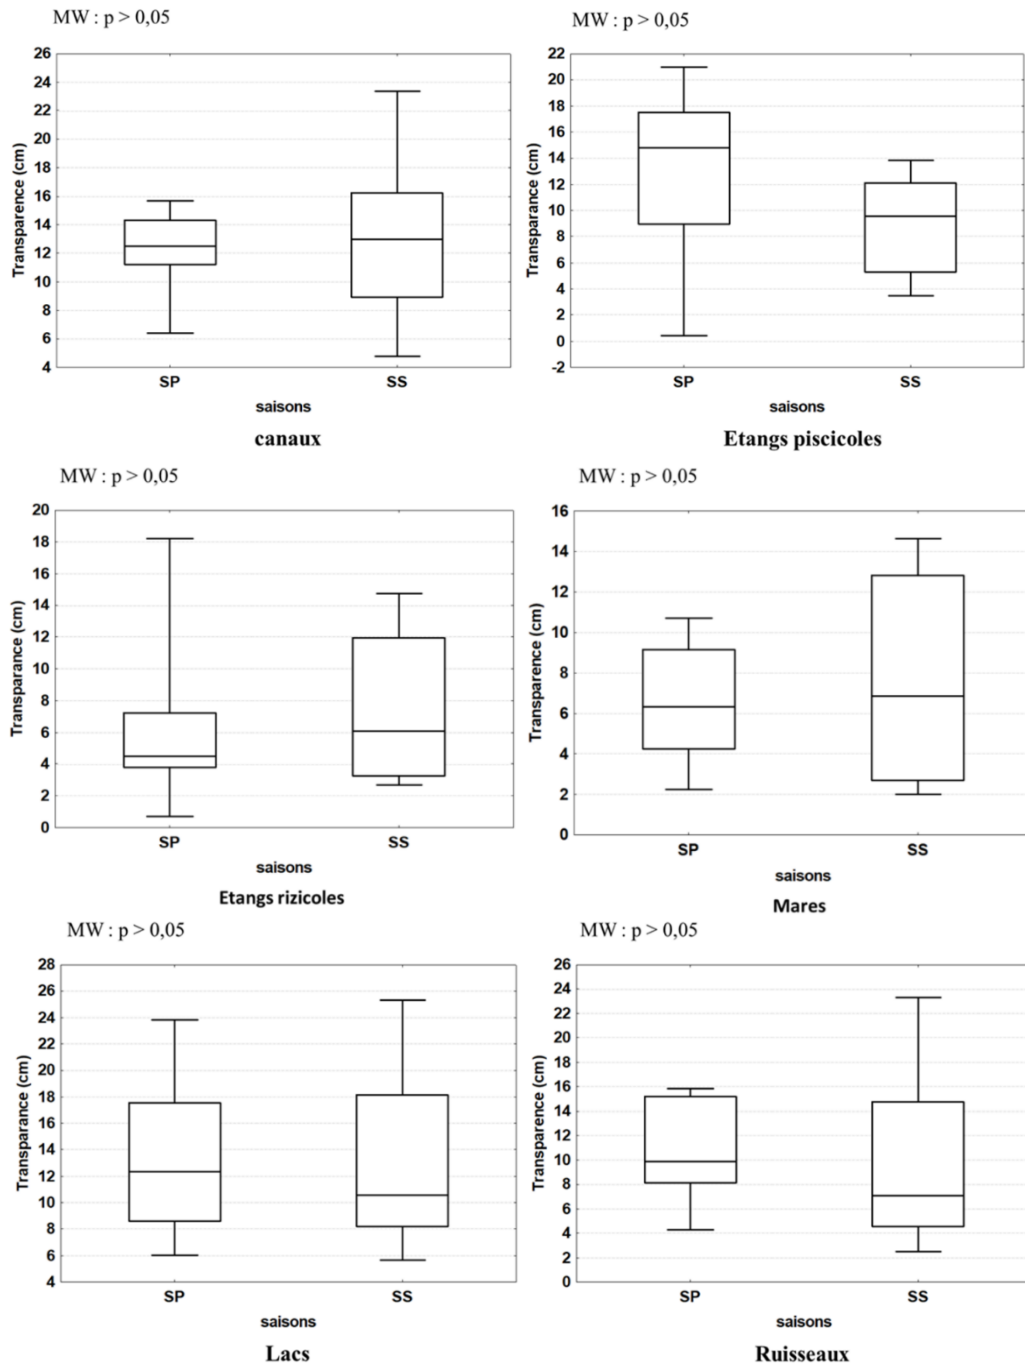 MW : p > 0,05
26
24
22
20
18
16
14
12
10
8
6
4
Transparence (cm)
SP
SS
saisons
canaux
MW : p > 0,05
22
20
18
16
14
12
10
8
6
4
2
0
-2
Transparance (cm)
SP
SS
saisons
Etangs piscicoles
MW : p > 0,05
20
18
16
14
12
10
8
6
4
2
0
Transparance (cm)
SP
SS
saisons
Etangs rizicoles
MW : p > 0,05
16
14
12
10
8
6
4
2
0
Transparence (cm)
SP
SS
saisons
Mares
MW : p > 0,05
28
26
24
22
20
18
16
14
12
10
8
6
4
Transparance (cm)
SP
SS
saisons
Lacs
MW : p > 0,05
26
24
22
20
18
16
14
12
10
8
6
4
2
0
Transparence (cm)
SP
SS
saisons
Ruisseaux